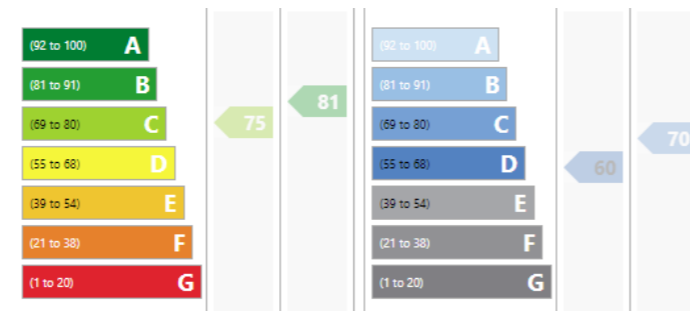 (92 to 100) A
(81 to 91) B
(69 to 80) C
(55 to 68) D
(39 to 54) E
(21 to 38) F
(1 to 20) G
75
81
(92 to 100) A
(81 to 91) B
(69 to 80) C
(55 to 68) D
(39 to 54) E
(21 to 38) F
(1 to 20) G
60
70